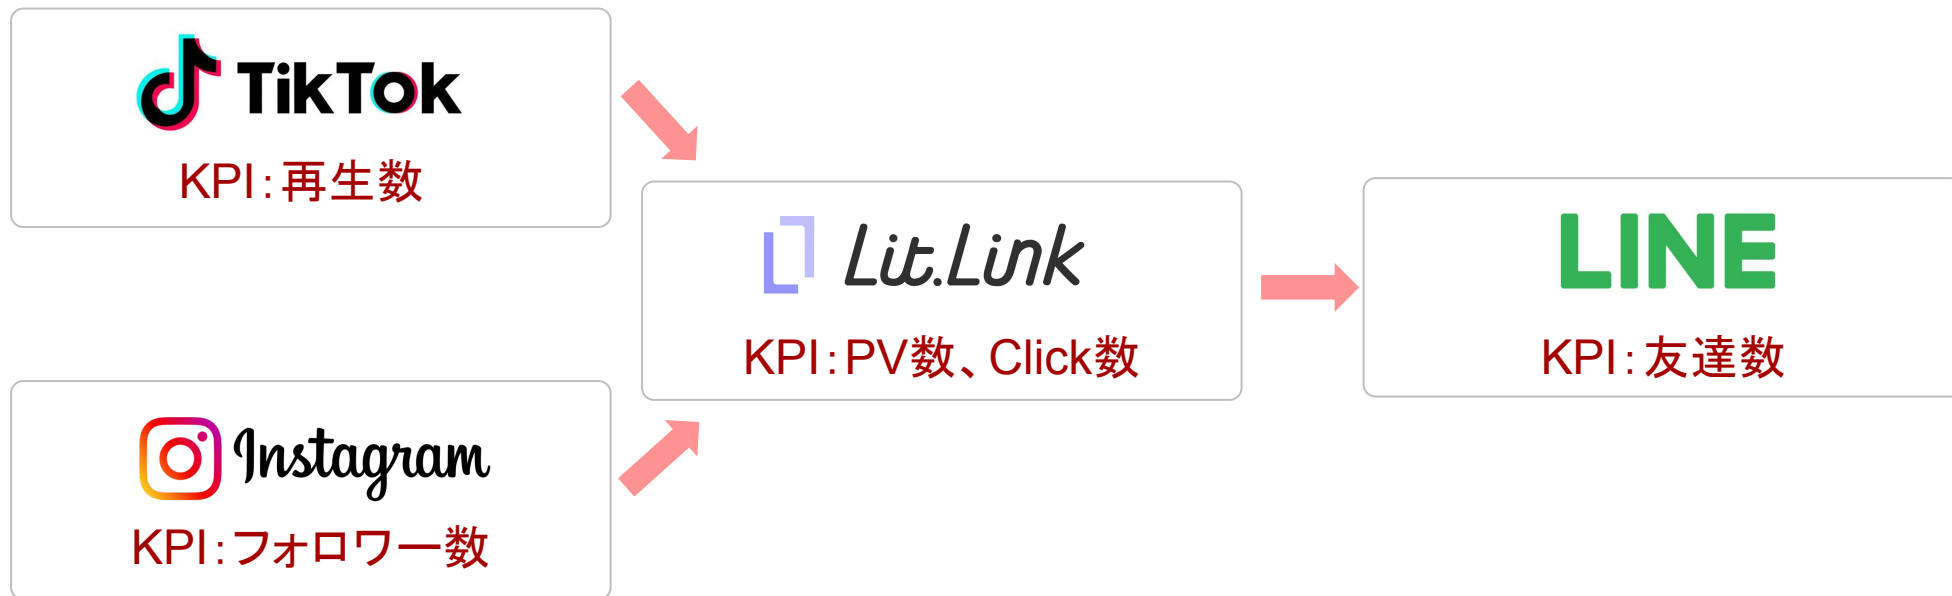 TikTok
KPI：再生数
Lit.Link
KPI：PV数、Click数
LINE
KPI：友達数
Instagram
KPI：フォロワー数